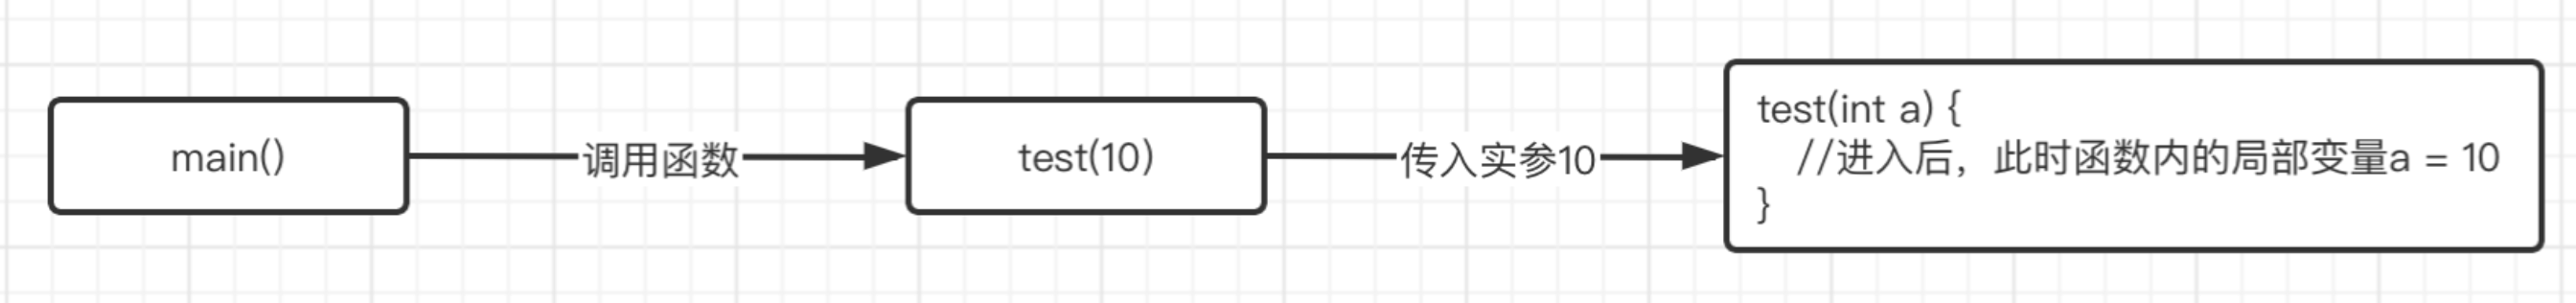 main()
调用函数
test(10)
传入实参10
test(int a) {
//进入后，此时函数内的局部变量a = 10
}